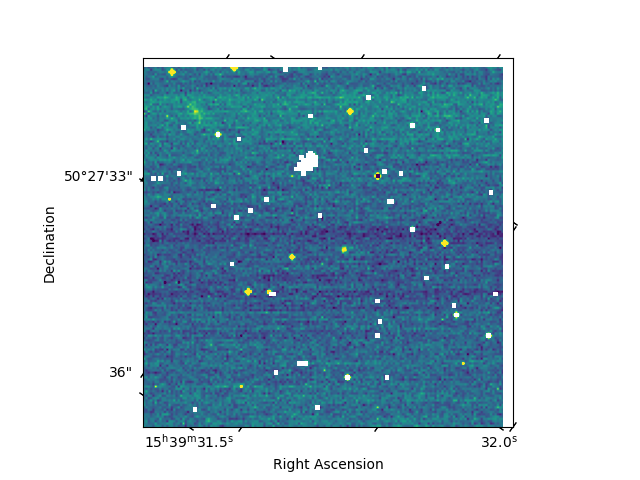 50°27'33"
Declination
36"
15ʰ39ᵐ31.5ˢ
32.0ˢ
Right Ascension